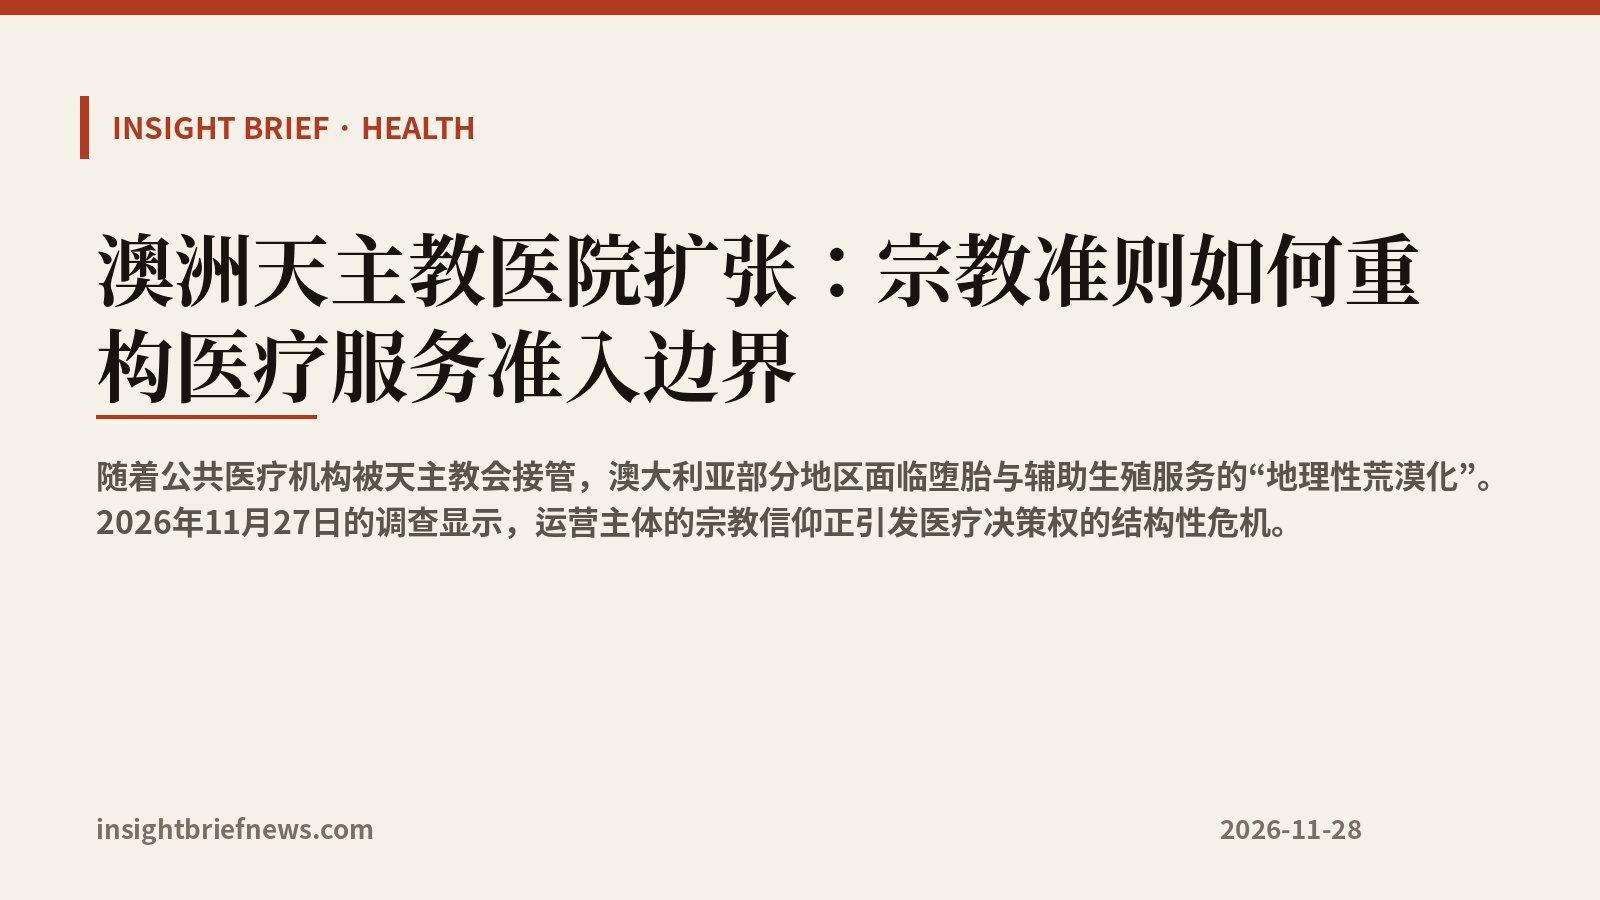 INSIGHT BRIEF · HEALTH
澳洲天主教医院扩张：宗教准则如何重
构医疗服务准入边界
随着公共医疗机构被天主教会接管，澳大利亚部分地区面临堕胎与辅助生殖服务的“地理性荒漠化”。
2026年11月27日的调查显示，运营主体的宗教信仰正引发医疗决策权的结构性危机。
insightbriefnews.com
2026-11-28